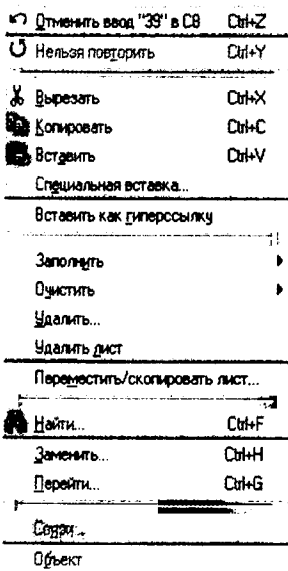 Отменить ввод "39" в C8 Ctrl+Z
Нельзя повторить Ctrl+Y
Вырезать Ctrl+X
Копировать Ctrl+C
Вставить Ctrl+V
Специальная вставка...
Вставить как гиперссылку
Заполнить
Очистить
Удалить...
Удалить лист
Переместить/скопировать лист...
Найти... Ctrl+F
Заменить... Ctrl+H
Перейти... Ctrl+G
Объект